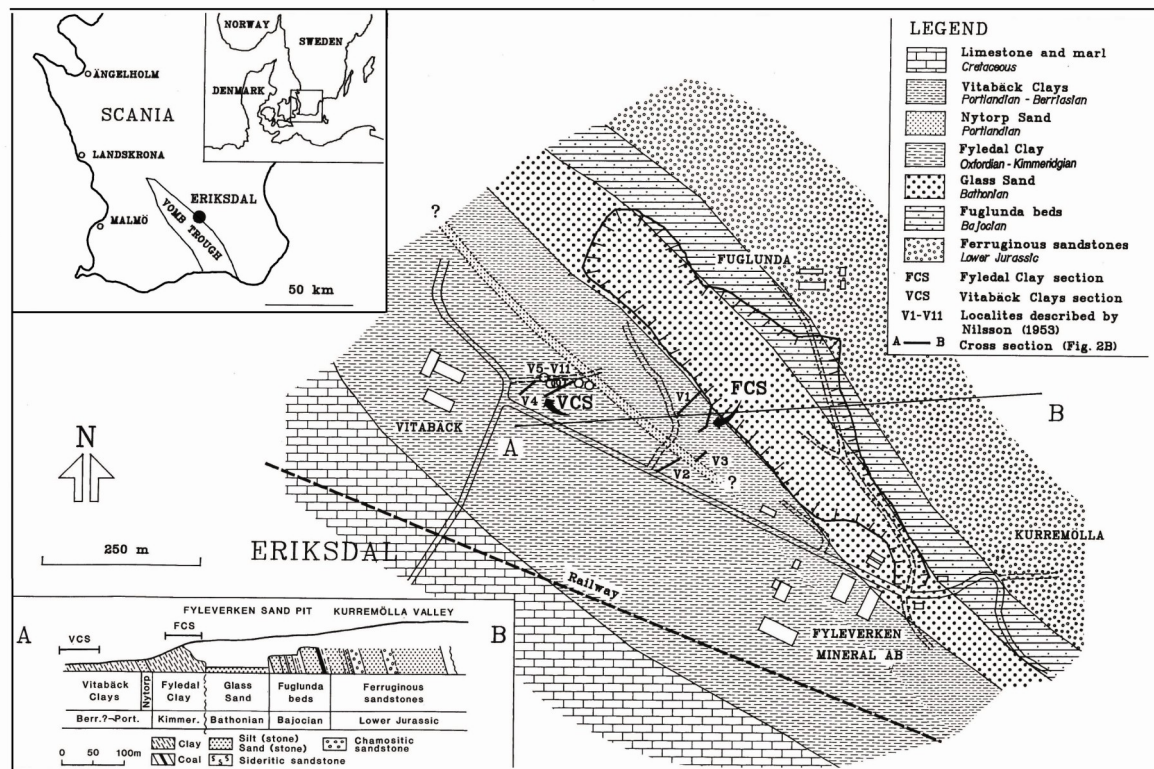 NORWAY
SWEDEN
DENMARK
ÄNGELHOLM
SCANIA
LANDSKRONA
ERIKSDAL
MALMÖ
VOMB
TROUGH
50 km
LEGEND
Limestone and marl
Cretaceous
Vitabäck Clays
Portlandian - Berriasian
Nytorp Sand
Portlandian
Fyledal Clay
Oxfordian - Kimmeridgian
Glass Sand
Bathonian
Fuglunda beds
Bajocian
Ferruginous sandstones
Lower Jurassic
FCS Fyledal Clay section
VCS Vitabäck Clays section
V1-V11 Localites described by
Nilsson (1953)
A B Cross section (Fig. 2B)
?
FUGLUNDA
V5-V11
V4
VCS
V1
FCS
VITABÄCK
A
B
V3
V2
?
N
250 m
ERIKSDAL
Railway
KURREMÖLLA
FYLEVERKEN
MINERAL AB
FYLEVERKEN SAND PIT KURREMÖLLA VALLEY
A
B
VCS
FCS
Vitabäck
Clays
Nytorp
Fyledal
Clay
Glass
Sand
Fuglunda
beds
Ferruginous
sandstones
Berr.?-Port. Kimmer. Bathonian Bajocian Lower Jurassic
0 50 100m
Clay
Coal
Silt (stone)
Sand (stone)
Sideritic sandstone
Chamositic
sandstone